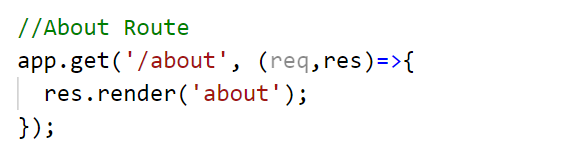 //About Route
app.get('/about', (req,res)=>{
  res.render('about');
});